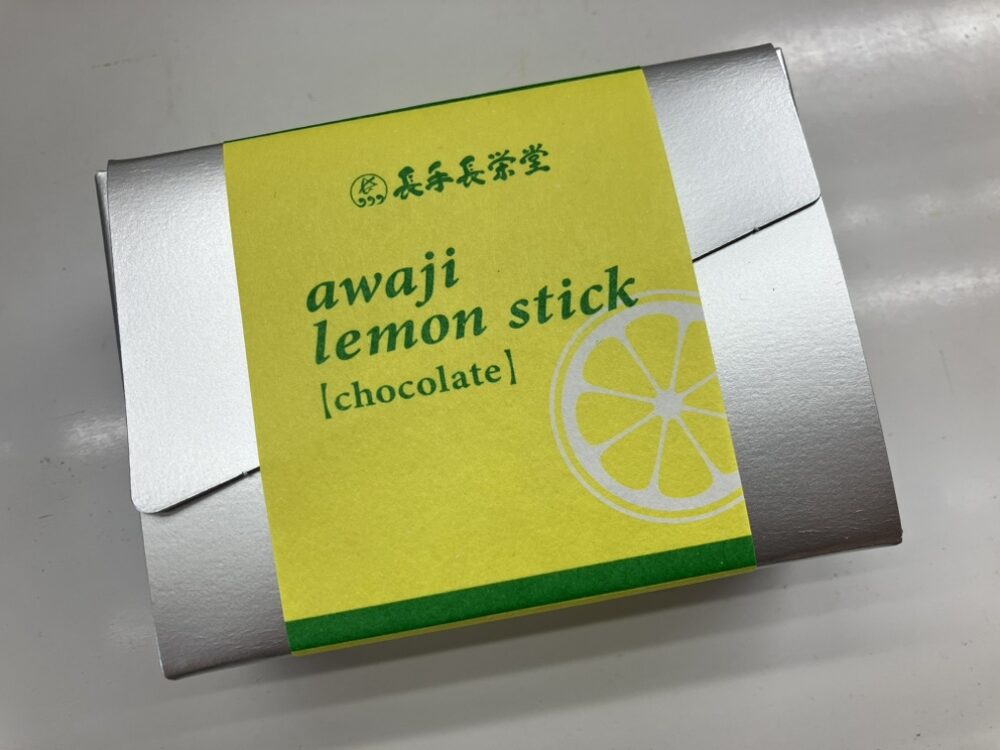 長手長栄堂
awaji
lemon stick
【chocolate】